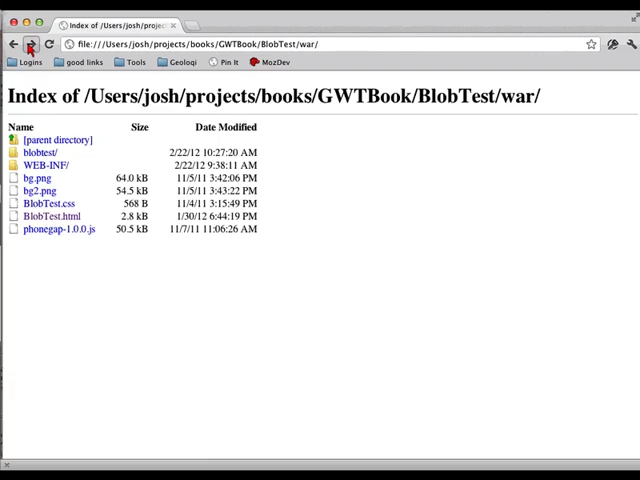 Index of /Users/josh/projec
file:///Users/josh/projects/books/GWTBook/BlobTest/war/
Logins good links Tools Geoloqi Pin It MozDev
Index of /Users/josh/projects/books/GWTBook/BlobTest/war/
Name Size Date Modified
[parent directory]
blobtest/ 2/22/12 10:27:20 AM
WEB-INF/ 2/22/12 9:38:11 AM
bg.png 64.0 kB 11/5/11 3:42:06 PM
bg2.png 54.5 kB 11/5/11 3:43:22 PM
BlobTest.css 568 B 11/4/11 3:15:49 PM
BlobTest.html 2.8 kB 1/30/12 6:44:19 PM
phonegap-1.0.0.js 50.5 kB 11/7/11 11:06:26 AM